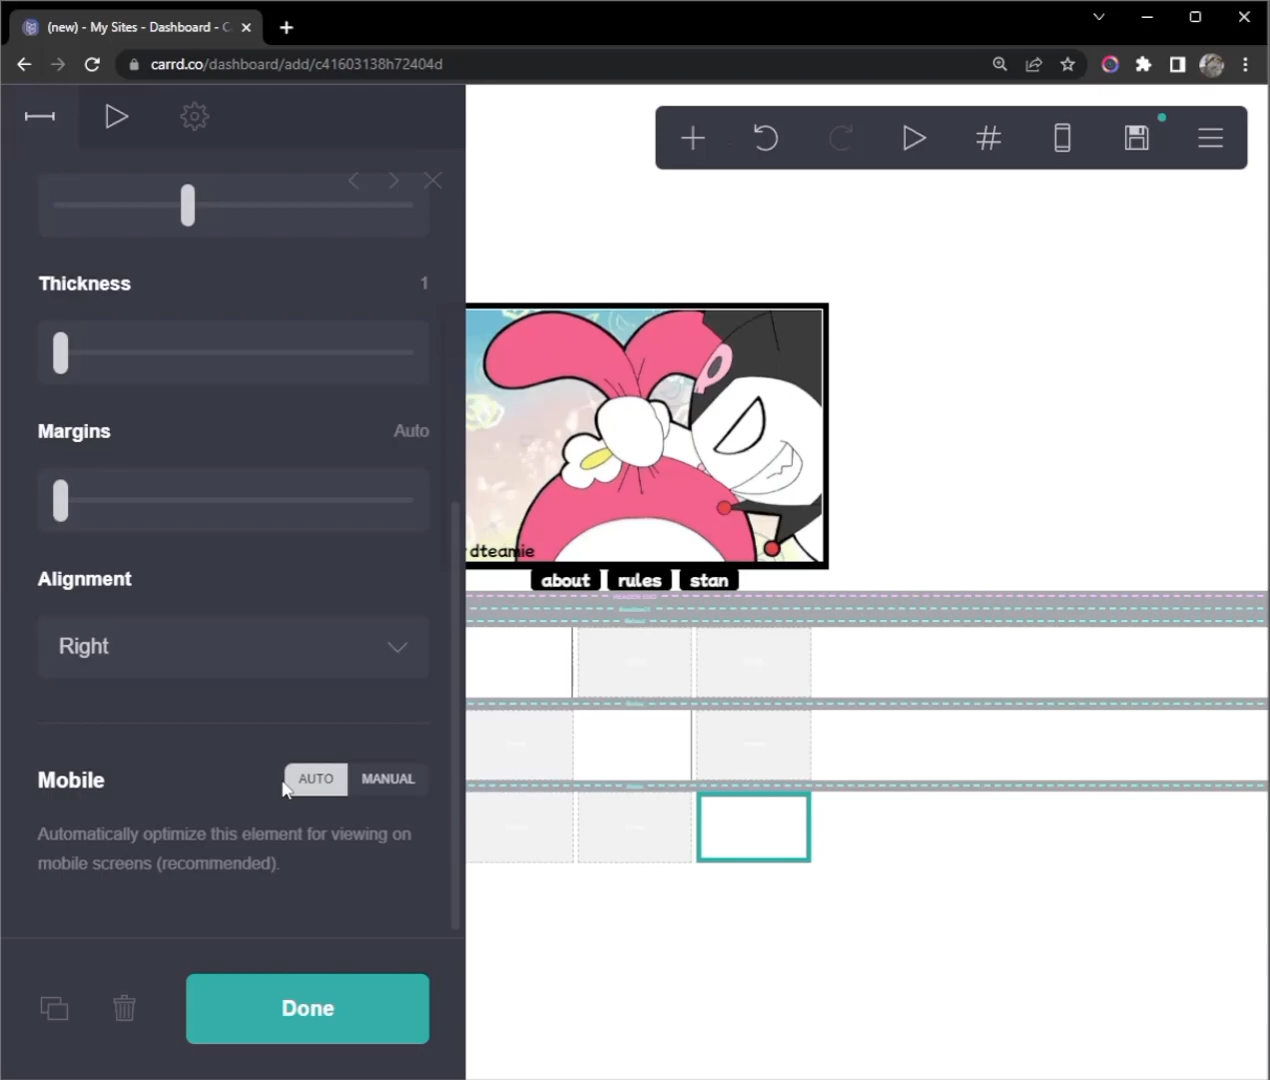 (new) - My Sites - Dashboard - C
carrd.co/dashboard/add/c41603138h72404d
Thickness
1
Margins
Auto
Alignment
Right
Mobile
AUTO
MANUAL
Automatically optimize this element for viewing on
mobile screens (recommended).
Done
dteamie
about
rules
stan